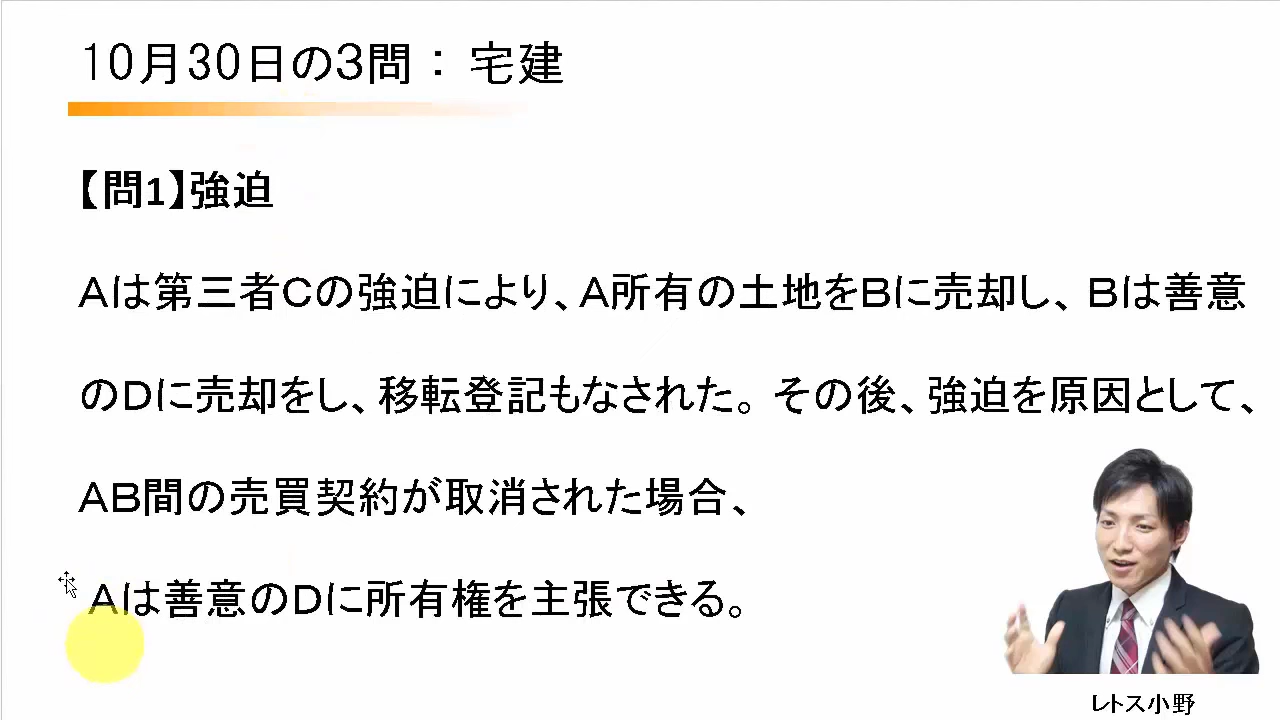 10月30日の３問：宅建
【問1】強迫
Ａは第三者Ｃの強迫により、Ａ所有の土地をＢに売却し、Ｂは善意
のＤに売却をし、移転登記もなされた。その後、強迫を原因として、
ＡＢ間の売買契約が取消された場合、
Ａは善意のＤに所有権を主張できる。
レトス小野